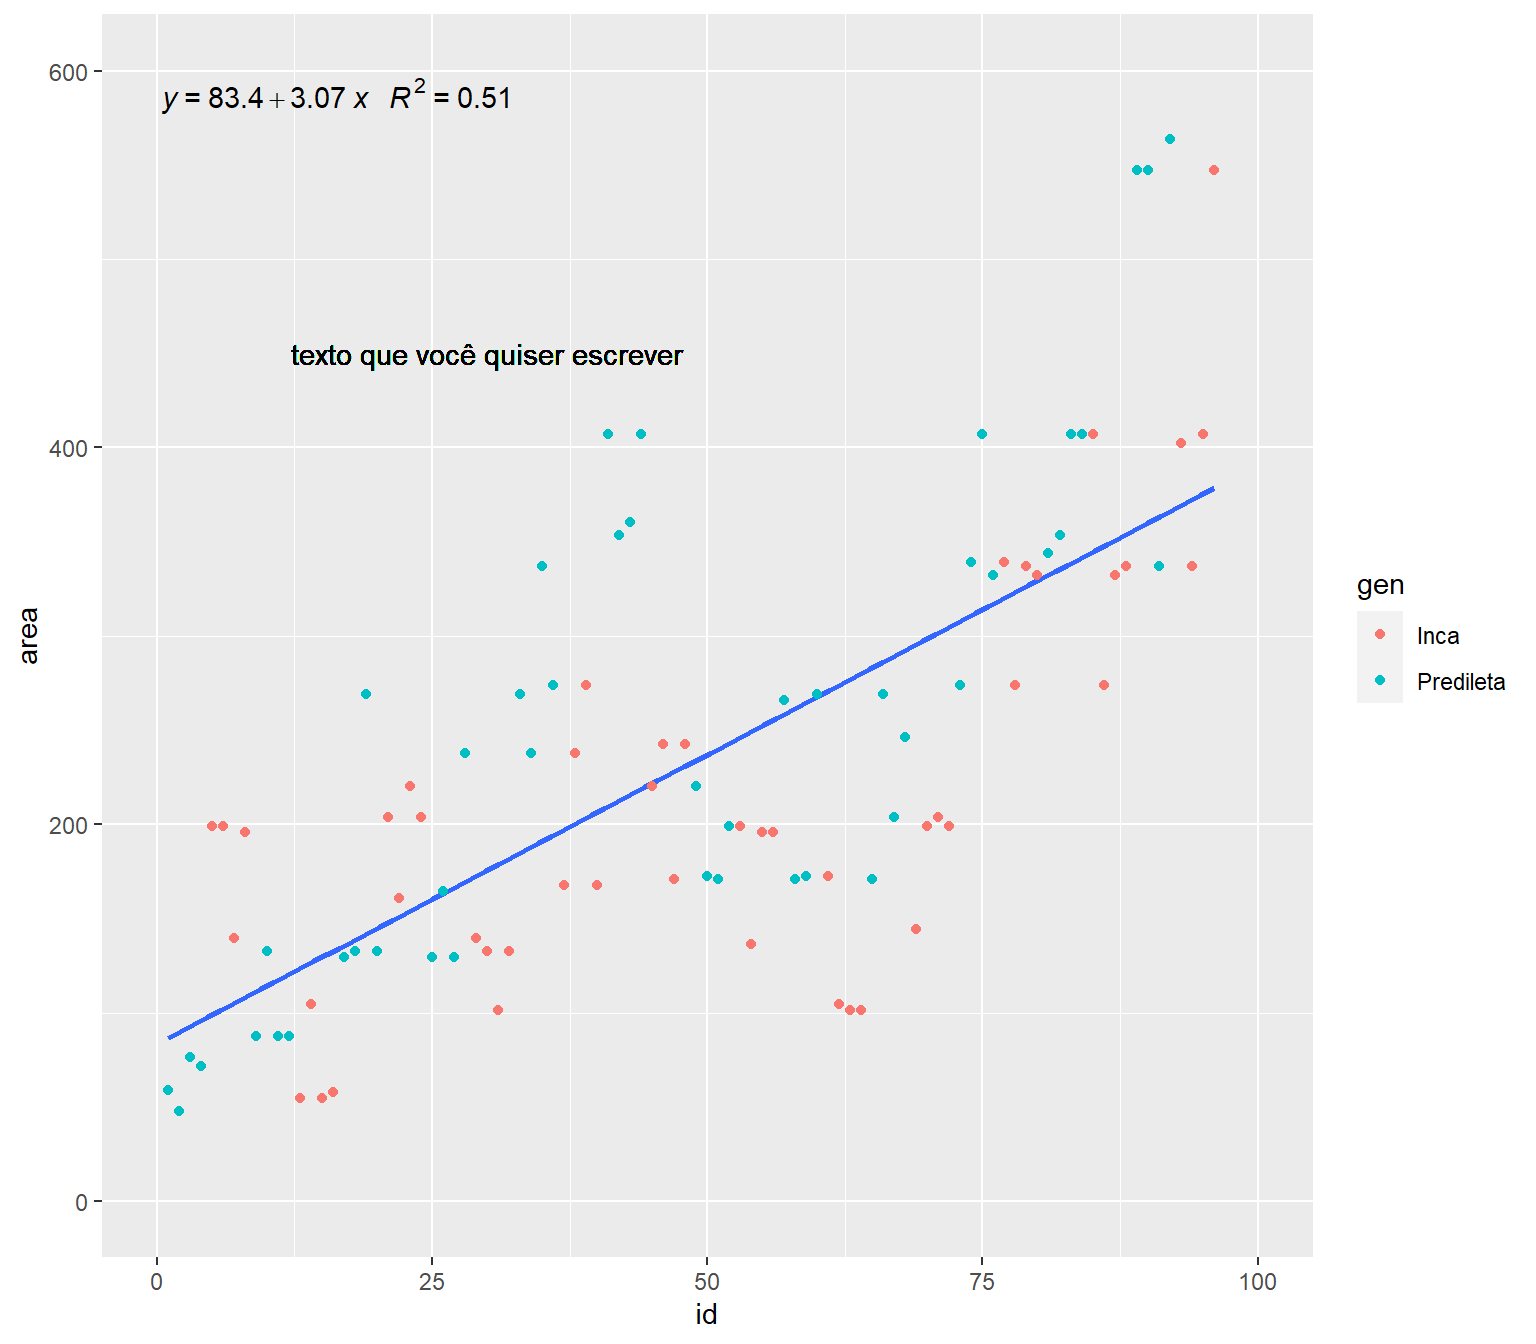 600
y = 83.4 + 3.07 x   R² = 0.51
texto que você quiser escrever
400
200
0
area
0 25 50 75 100
id
gen
Inca
Predileta